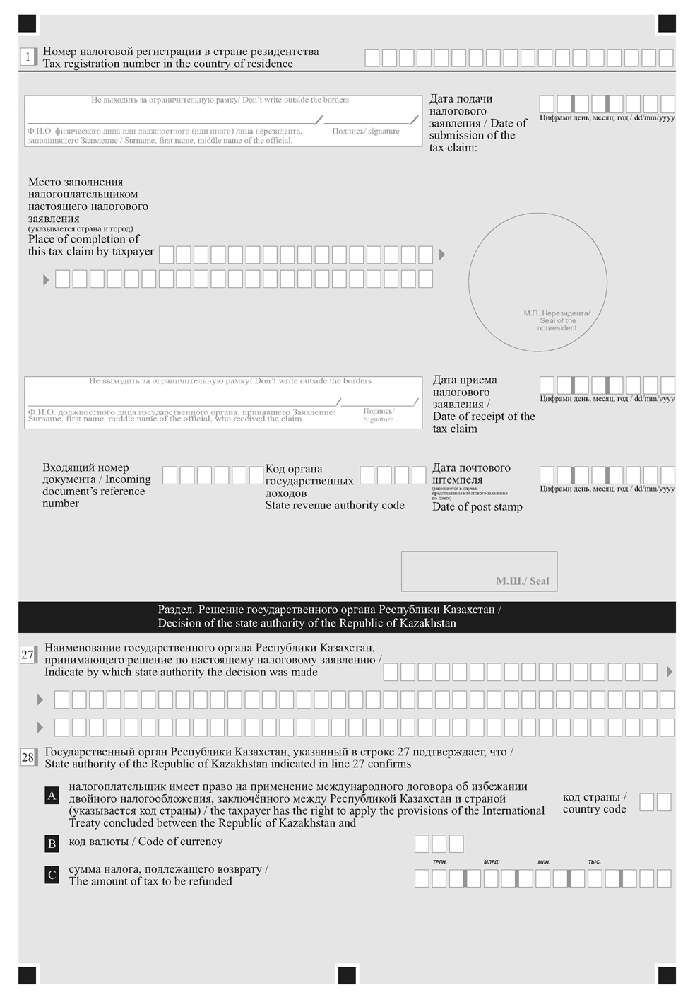 1
Номер налоговой регистрации в стране резидентства
Tax registration number in the country of residence
Не выходить за ограничительную рамку/ Don’t write outside the borders
Ф.И.О. физического лица или должностного (или иного) лица нерезидента,
заполнившего Заявление / Surname, first name, middle name of the official.
Подпись/ signature
Дата подачи
налогового
заявления / Date of
submission of the
tax claim:
Цифрами день, месяц, год / dd/mm/yyyy
Место заполнения
налогоплательщиком
настоящего налогового
заявления
(указывается страна и город)
Place of completion of
this tax claim by taxpayer
М.П. Нерезидента/
Seal of the
nonresident
Не выходить за ограничительную рамку/ Don’t write outside the borders
Ф.И.О. должностного лица государственного органа, принявшего Заявление/
Surname, first name, middle name of the official, who received the claim
Подпись/
Signature
Дата приема
налогового
заявления /
Date of receipt of the
tax claim
Цифрами день, месяц, год / dd/mm/yyyy
Входящий номер
документа / Incoming
document’s reference
number
Код органа
государственных
доходов
State revenue authority code
Дата почтового
штемпеля
(заполняется в случае
представления налогового заявления
по почте)
Date of post stamp
Цифрами день, месяц, год / dd/mm/yyyy
М.Ш./ Seal
Раздел. Решение государственного органа Республики Казахстан /
Decision of the state authority of the Republic of Kazakhstan
27
Наименование государственного органа Республики Казахстан,
принимающего решение по настоящему налоговому заявлению /
Indicate by which state authority the decision was made
28
Государственный орган Республики Казахстан, указанный в строке 27 подтверждает, что /
State authority of the Republic of Kazakhstan indicated in line 27 confirms
A
налогоплательщик имеет право на применение международного договора об избежании
двойного налогообложения, заключённого между Республикой Казахстан и страной
(указывается код страны) / the taxpayer has the right to apply the provisions of the International
Treaty concluded between the Republic of Kazakhstan and
код страны /
country code
B
код валюты / Code of currency
C
сумма налога, подлежащего возврату /
The amount of tax to be refunded
ТРЛН. МЛРД. МЛН. ТЫС.